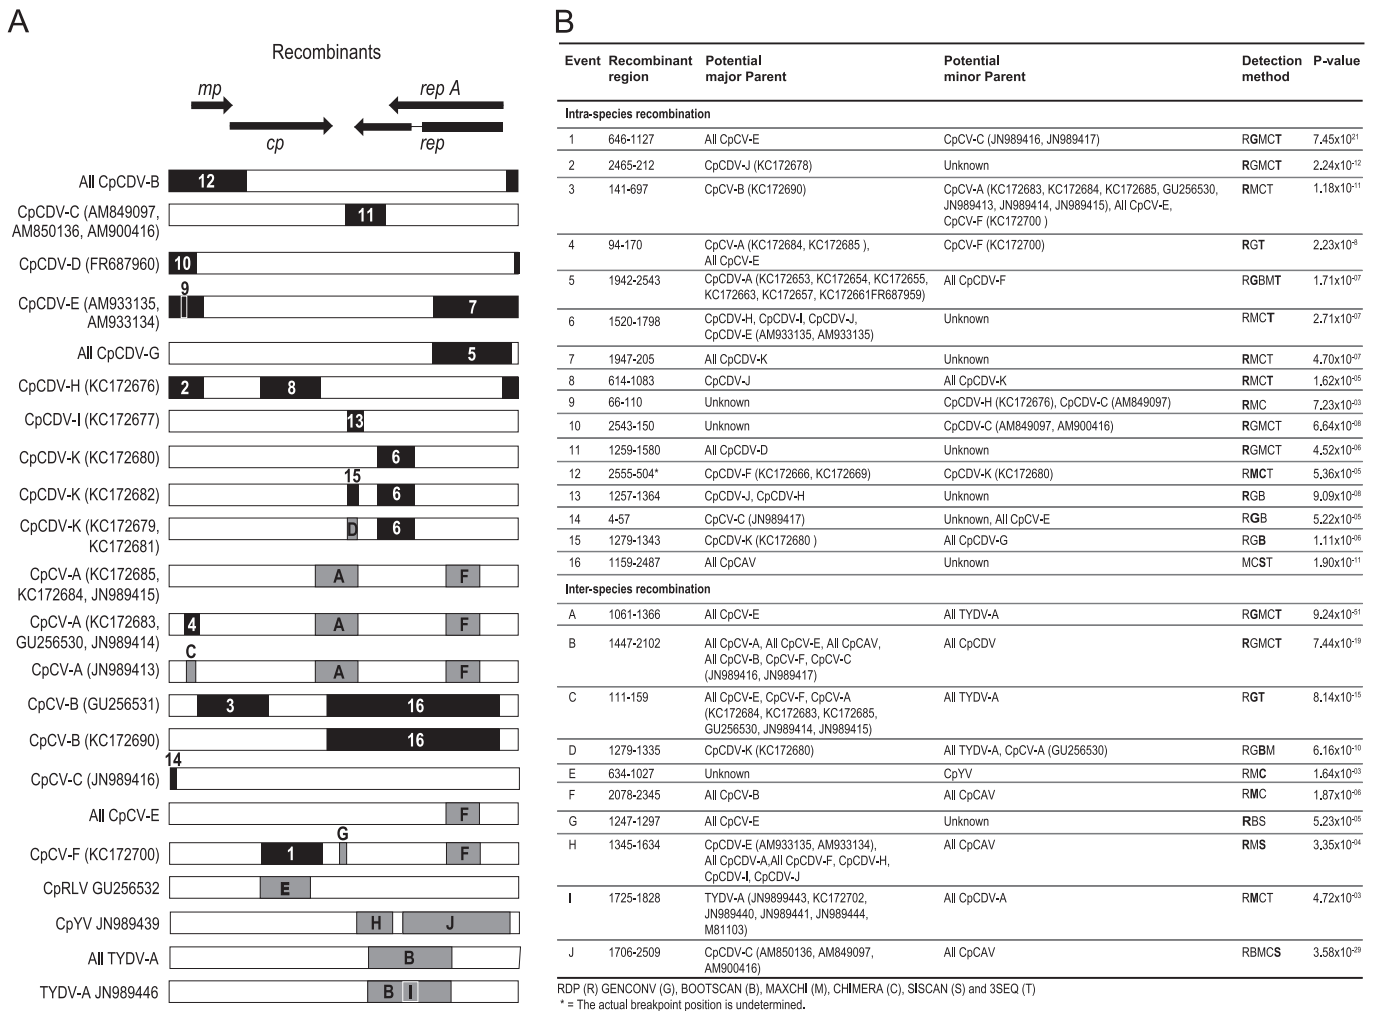 A
Recombinants
mp
rep A
cp
rep
All CpCDV-B
12
CpCDV-C (AM849097,
AM850136, AM900416)
11
CpCDV-D (FR687960)
10
CpCDV-E (AM933135,
AM933134)
9
7
All CpCDV-G
5
CpCDV-H (KC172676)
2
8
CpCDV-I (KC172677)
13
CpCDV-K (KC172680)
6
CpCDV-K (KC172682)
15
6
CpCDV-K (KC172679,
KC172681)
D
6
CpCV-A (KC172685,
KC172684, JN989415)
A
F
CpCV-A (KC172683,
GU256530, JN989414)
4
A
F
CpCV-A (JN989413)
C
A
F
CpCV-B (GU256531)
3
16
CpCV-B (KC172690)
16
CpCV-C (JN989416)
14
All CpCV-E
F
CpCV-F (KC172700)
1
G
F
CpRLV GU256532
E
CpYV JN989439
H
J
All TYDV-A
B
TYDV-A JN989446
B
I
B
Event Recombinant region Potential major Parent Potential minor Parent Detection method P-value
Intra-species recombination
1 646-1127 All CpCV-E CpCV-C (JN989416, JN989417) RGMCT 7.45x10²¹
2 2465-212 CpCDV-J (KC172678) Unknown RGMCT 2.24x10⁻¹²
3 141-697 CpCV-B (KC172690) CpCV-A (KC172683, KC172684, KC172685, GU256530, RMCT 1.18x10⁻¹¹
JN989413, JN989414, JN989415), All CpCV-E,
CpCV-F (KC172700 )
4 94-170 CpCV-A (KC172684, KC172685 ), CpCV-F (KC172700) RGT 2.23x10⁻⁸
All CpCV-E
5 1942-2543 CpCDV-A (KC172653, KC172654, KC172655, All CpCDV-F RGBMT 1.71x10⁻⁰⁷
KC172663, KC172657, KC172661FR687959)
6 1520-1798 CpCDV-H, CpCDV-I, CpCDV-J, Unknown RMCT 2.71x10⁻⁰⁷
CpCDV-E (AM933135, AM933135)
7 1947-205 All CpCDV-K Unknown RMCT 4.70x10⁻⁰⁷
8 614-1083 CpCDV-J All CpCDV-K RMCT 1.62x10⁻⁰⁵
9 66-110 Unknown CpCDV-H (KC172676), CpCDV-C (AM849097) RMC 7.23x10⁻⁰³
10 2543-150 Unknown CpCDV-C (AM849097, AM900416) RGMCT 6.64x10⁻⁰⁸
11 1259-1580 All CpCDV-D Unknown RGMCT 4.52x10⁻⁰⁶
12 2555-504* CpCDV-F (KC172666, KC172669) CpCDV-K (KC172680) RMCT 5.36x10⁻⁰⁵
13 1257-1364 CpCDV-J, CpCDV-H Unknown RGB 9.09x10⁻⁰⁸
14 4-57 CpCV-C (JN989417) Unknown, All CpCV-E RGB 5.22x10⁻⁰⁵
15 1279-1343 CpCDV-K (KC172680 ) All CpCDV-G RGB 1.11x10⁻⁰⁶
16 1159-2487 All CpCAV Unknown MCST 1.90x10⁻¹¹
Inter-species recombination
A 1061-1366 All CpCV-E All TYDV-A RGMCT 9.24x10⁻⁵¹
B 1447-2102 All CpCV-A, All CpCV-E, All CpCAV, All CpCDV RGMCT 7.44x10⁻¹⁹
All CpCV-B, CpCV-F, CpCV-C
(JN989416, JN989417)
C 111-159 All CpCV-E, CpCV-F, CpCV-A All TYDV-A RGT 8.14x10⁻¹⁵
(KC172684, KC172683, KC172685,
GU256530, JN989414, JN989415)
D 1279-1335 CpCDV-K (KC172680) All TYDV-A, CpCV-A (GU256530) RGBM 6.16x10⁻¹⁰
E 634-1027 Unknown CpYV RMC 1.64x10⁻⁰³
F 2078-2345 All CpCV-B All CpCAV RMC 1.87x10⁻⁰⁶
G 1247-1297 All CpCV-E Unknown RBS 5.23x10⁻⁰⁵
H 1345-1634 CpCDV-E (AM933135, AM933134), All CpCAV RMS 3.35x10⁻⁰⁴
All CpCDV-A,All CpCDV-F, CpCDV-H,
CpCDV-I, CpCDV-J
I 1725-1828 TYDV-A (JN9899443, KC172702, All CpCDV-A RMCT 4.72x10⁻⁰³
JN989440, JN989441, JN989444,
M81103)
J 1706-2509 CpCDV-C (AM850136, AM849097, All CpCAV RBMCS 3.58x10⁻²⁹
AM900416)
RDP (R) GENCONV (G), BOOTSCAN (B), MAXCHI (M), CHIMERA (C), SISCAN (S) and 3SEQ (T)
* = The actual breakpoint position is undetermined.